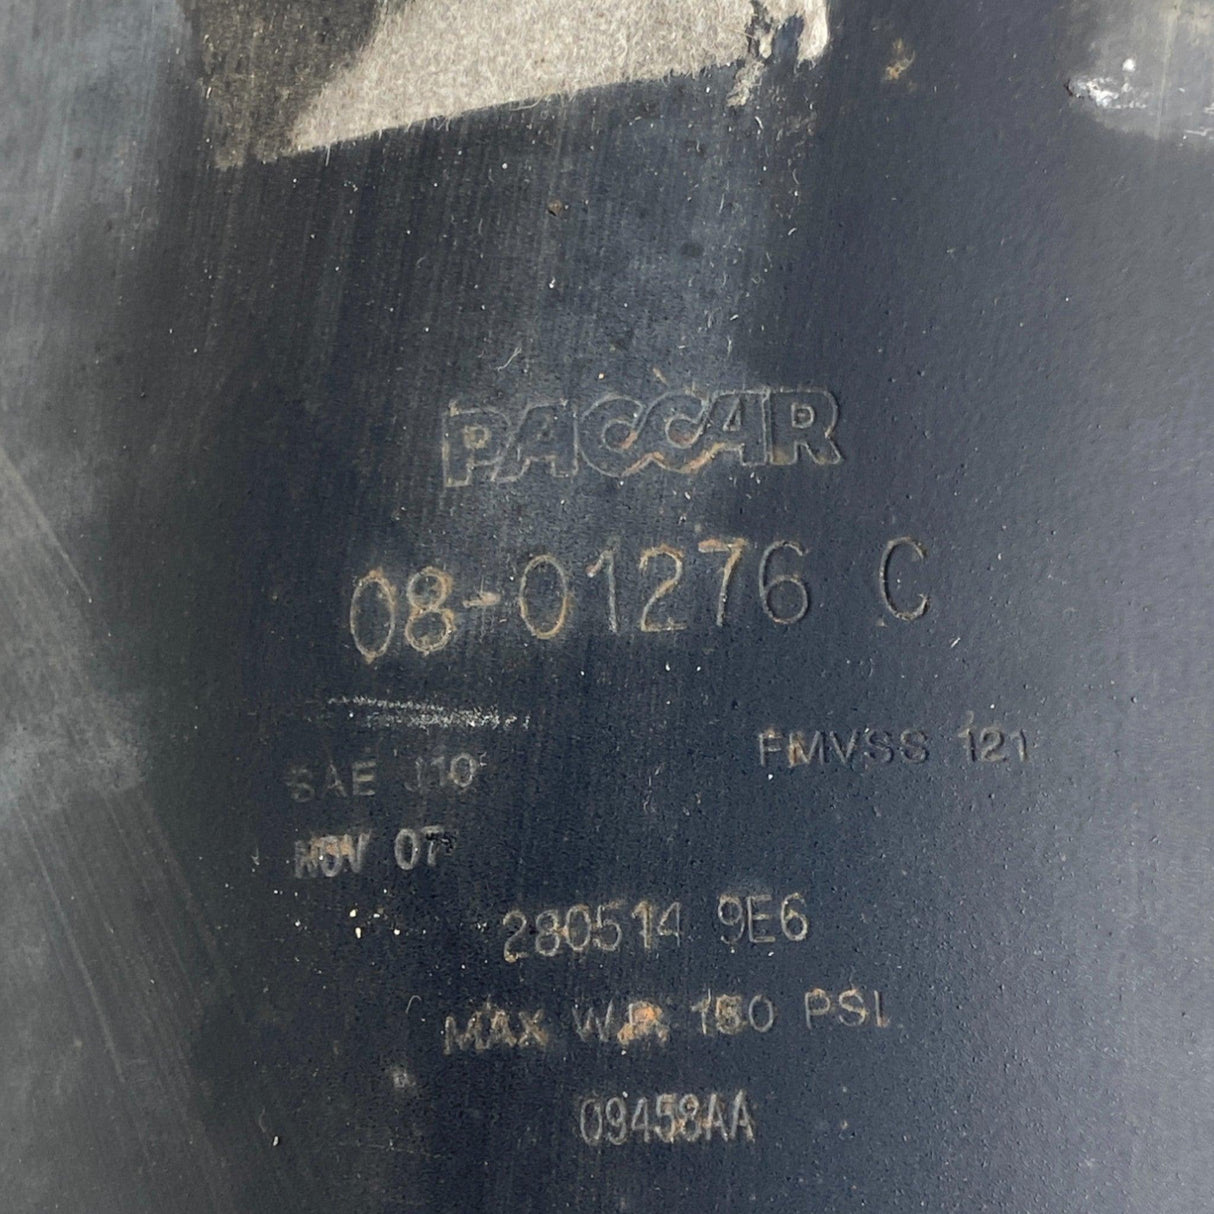 PACCAR
08-01276 C
SAE J10 FMVSS 121
NOV 07
280514 9E6
MAX W.P. 150 PSI.
09458AA